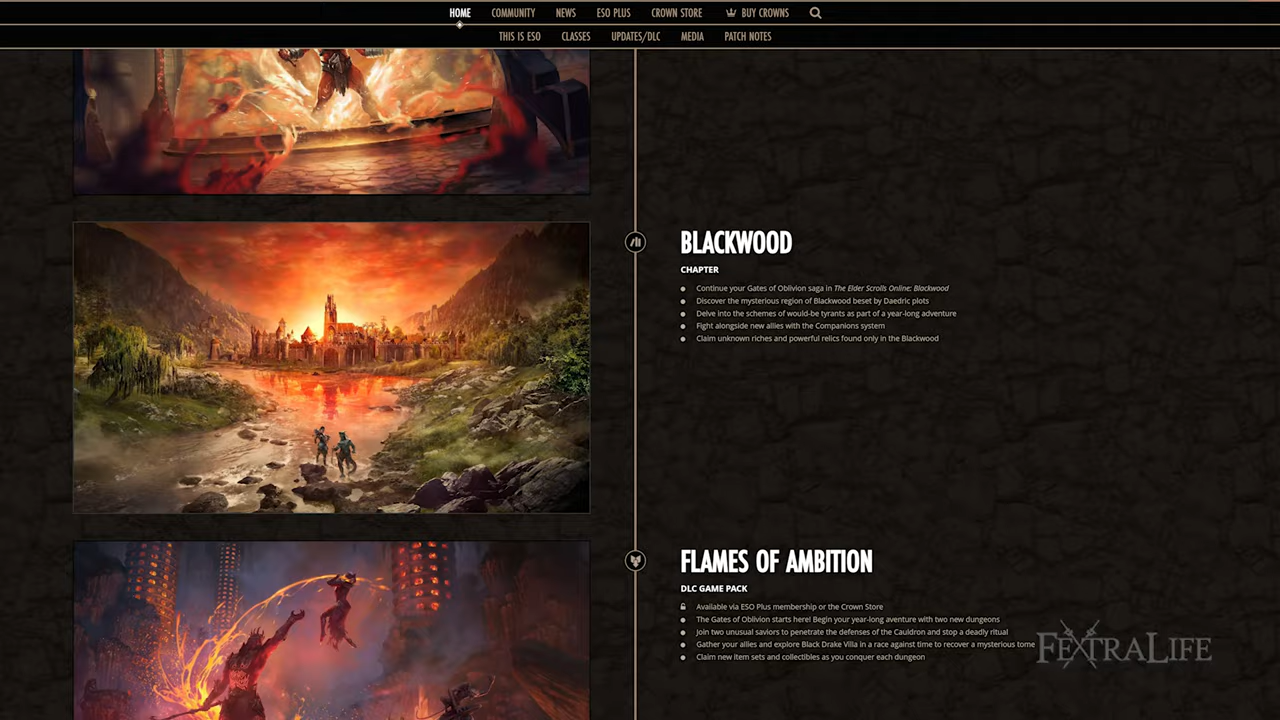 HOME COMMUNITY NEWS ESO PLUS CROWN STORE BUY CROWNS
THIS IS ESO CLASSES UPDATES/DLC MEDIA PATCH NOTES
BLACKWOOD
CHAPTER
Continue your Gates of Oblivion saga in The Elder Scrolls Online: Blackwood
Discover the mysterious region of Blackwood beset by Daedric plots
Delve into the schemes of would-be tyrants as part of a year-long adventure
Fight alongside new allies with the Companions system
Claim unknown riches and powerful relics found only in the Blackwood
FLAMES OF AMBITION
DLC GAME PACK
Available via ESO Plus membership or the Crown Store
The Gates of Oblivion starts here! Begin your year-long aventure with two new dungeons
Join two unusual saviors to penetrate the defenses of the Cauldron and stop a deadly ritual
Gather your allies and explore Black Drake Villa in a race against time to recover a mysterious tome
Claim new item sets and collectibles as you conquer each dungeon
FEXTRALIFE